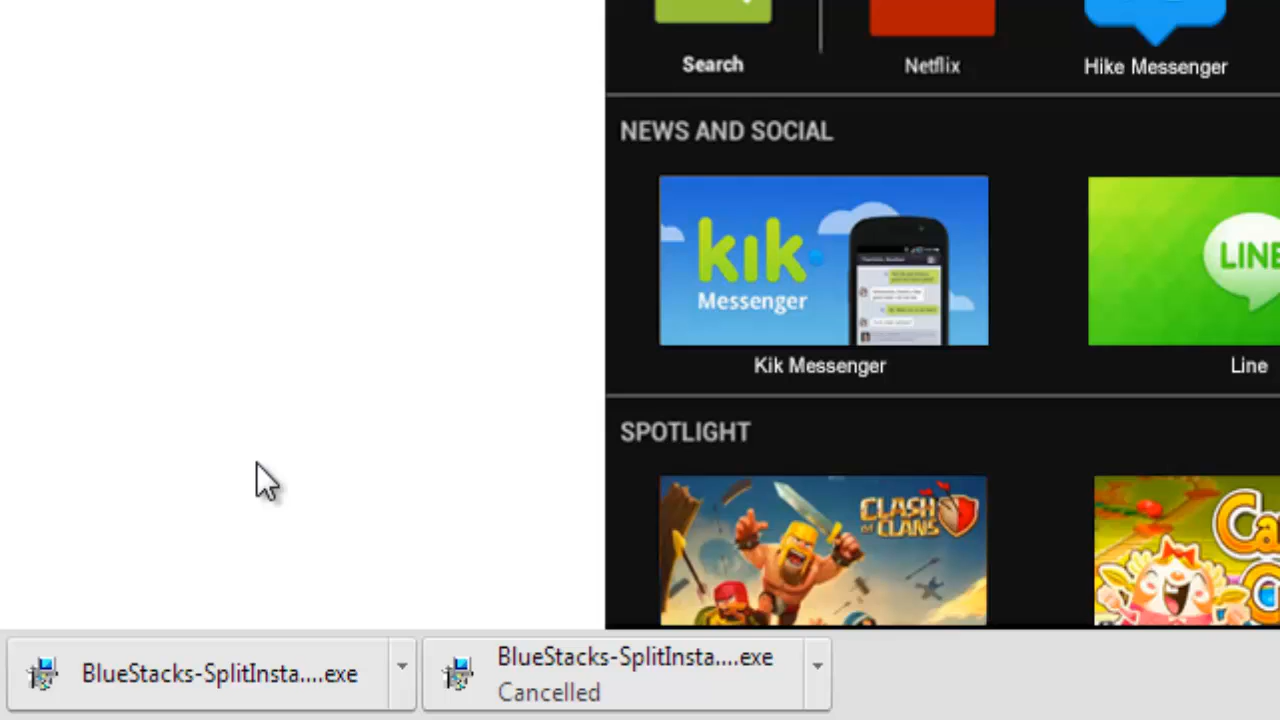 Search
Netflix
Hike Messenger
NEWS AND SOCIAL
kik
Messenger
LINE
Kik Messenger
Line
SPOTLIGHT
CLASH
of CLANS
BlueStacks-SplitInsta....exe
BlueStacks-SplitInsta....exe
Cancelled